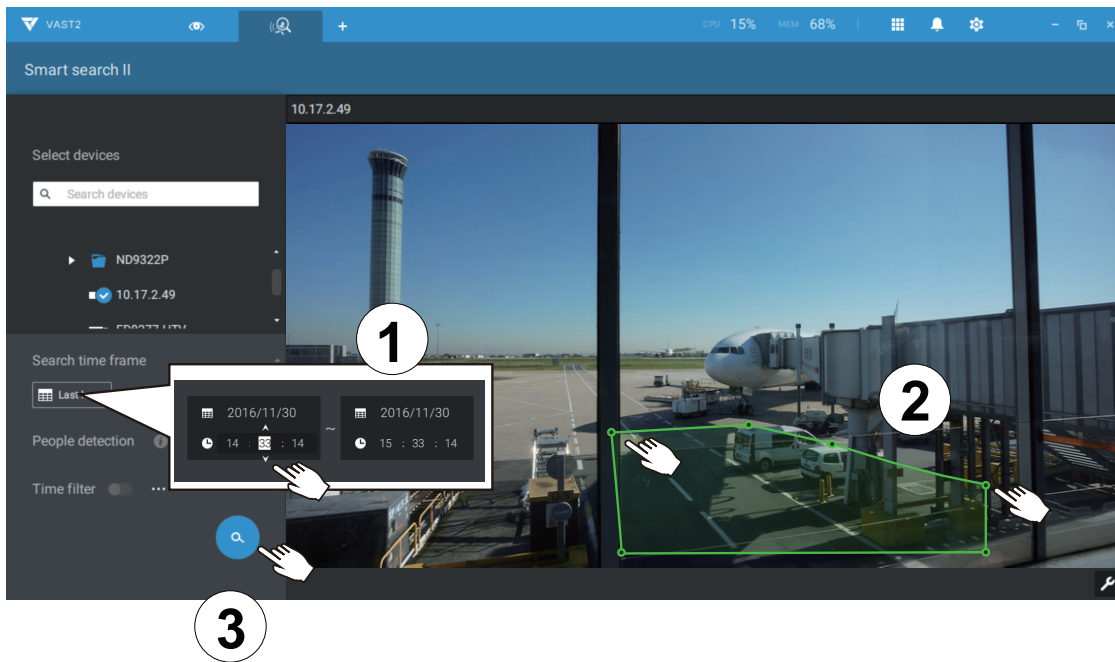 VAST2
+
CPU 15% MEM 68%
Smart search II
10.17.2.49
Select devices
Search devices
ND9322P
10.17.2.49
Search time frame
Last
1
2016/11/30 ~ 2016/11/30
14 : 33 : 14 15 : 33 : 14
People detection
Time filter ...
2
3